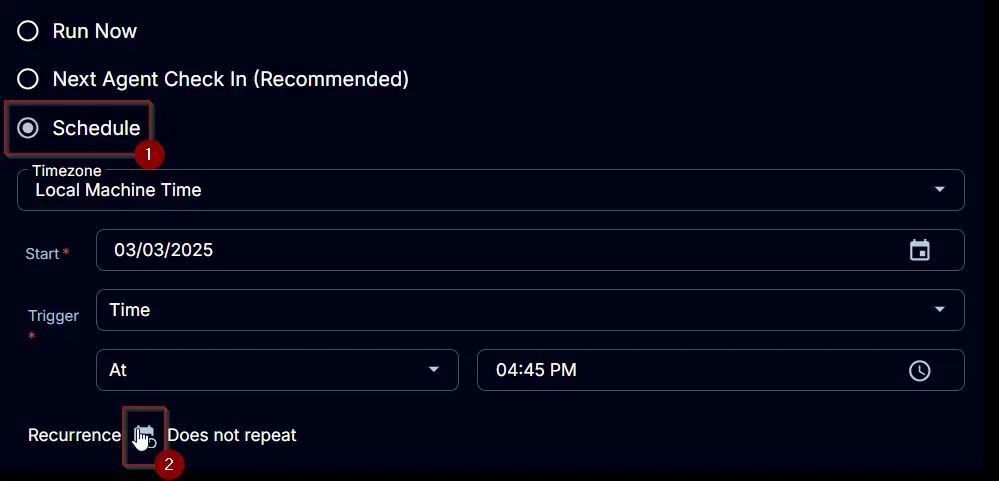 Run Now
Next Agent Check In (Recommended)
Schedule
1
Timezone
Local Machine Time
Start *
03/03/2025
Trigger *
Time
At
04:45 PM
Recurrence Does not repeat
2